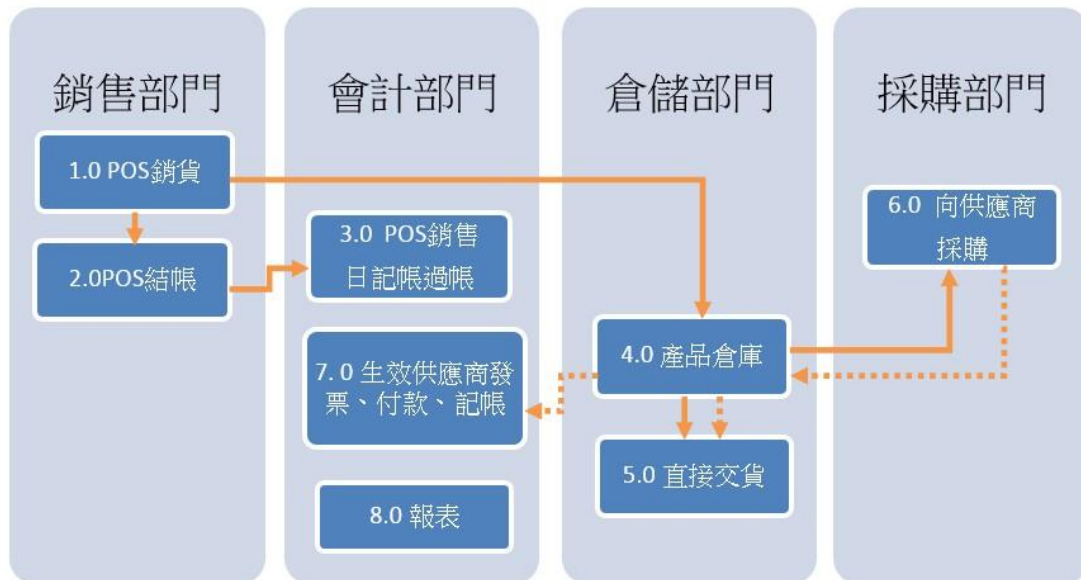 銷售部門
1.0 POS銷貨
2.0POS結帳
會計部門
3.0 POS銷售
日記帳過帳
7.0 生效供應商發
票、付款、記帳
8.0 報表
倉儲部門
4.0 產品倉庫
5.0 直接交貨
採購部門
6.0 向供應商
採購